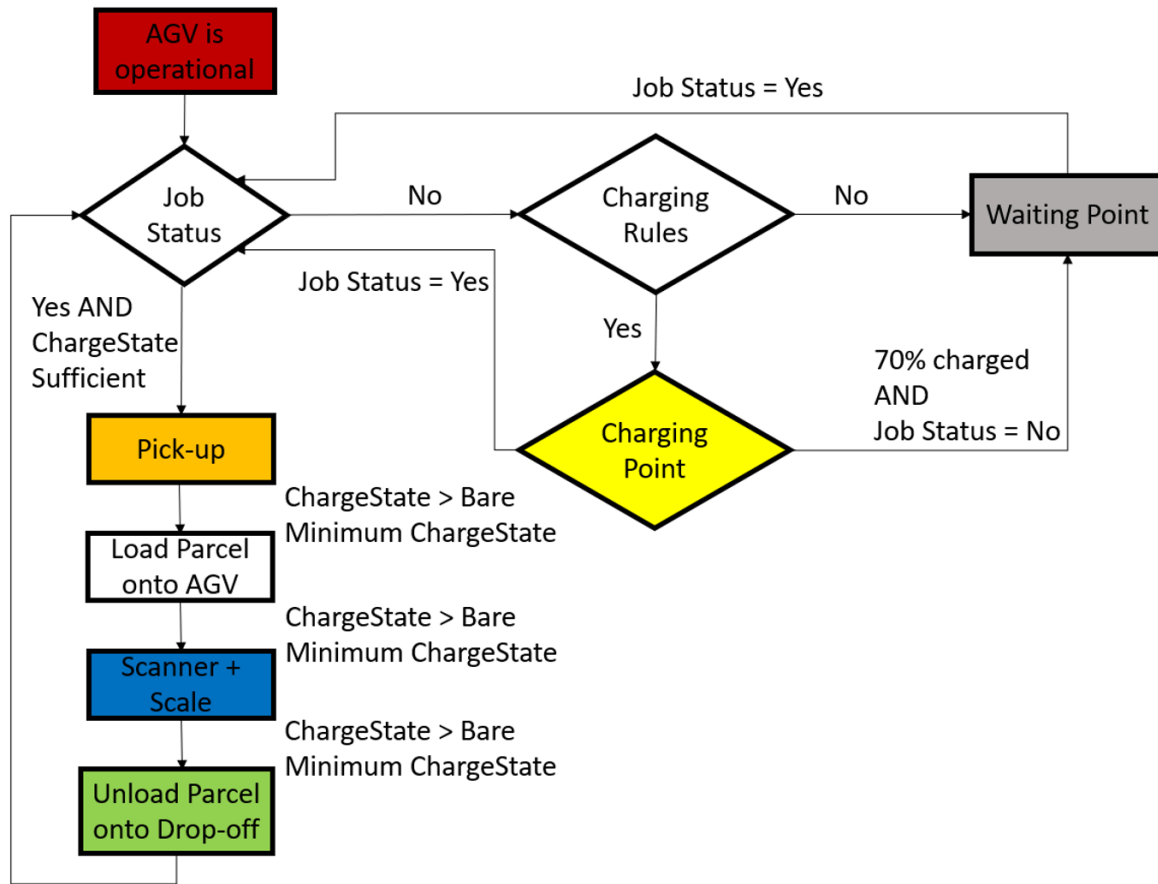 AGV is
operational
Job Status = Yes
Job
Status
No
Charging
Rules
No
Waiting Point
Job Status = Yes
Yes AND
ChargeState
Sufficient
Yes
70% charged
AND
Job Status = No
Charging
Point
Pick-up
ChargeState > Bare
Minimum ChargeState
Load Parcel
onto AGV
ChargeState > Bare
Minimum ChargeState
Scanner +
Scale
ChargeState > Bare
Minimum ChargeState
Unload Parcel
onto Drop-off